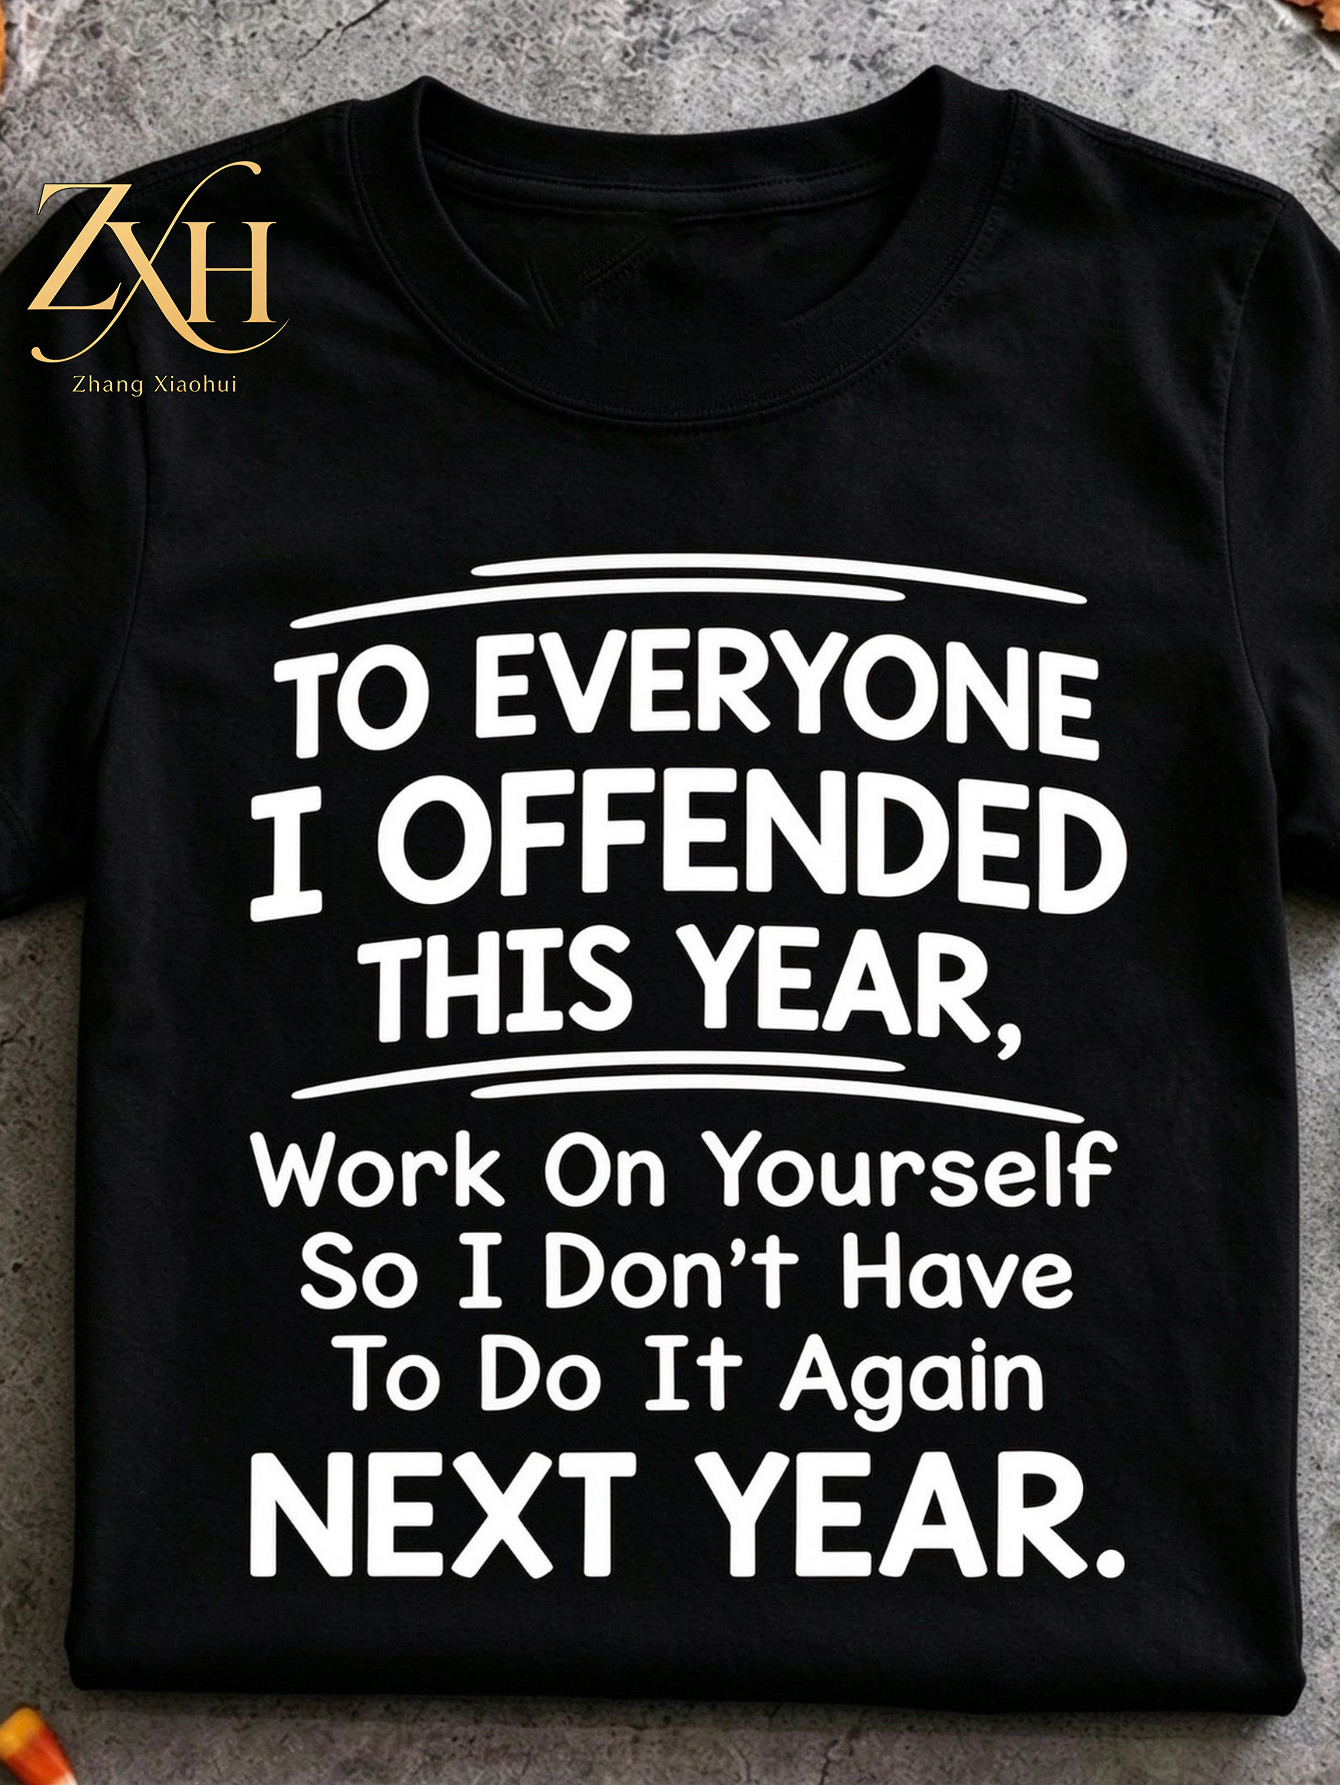 ZXH
Zhang Xiaohui
TO EVERYONE
I OFFENDED
THIS YEAR,
Work On Yourself
So I Don't Have
To Do It Again
NEXT YEAR.